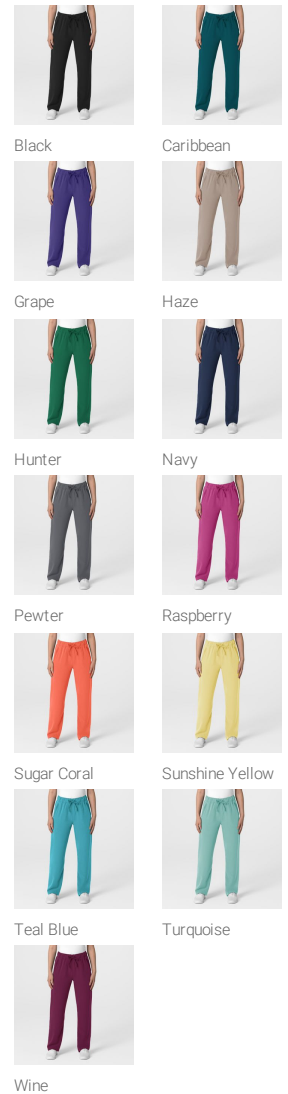 Black
Caribbean
Grape
Haze
Hunter
Navy
Pewter
Raspberry
Sugar Coral
Sunshine Yellow
Teal Blue
Turquoise
Wine